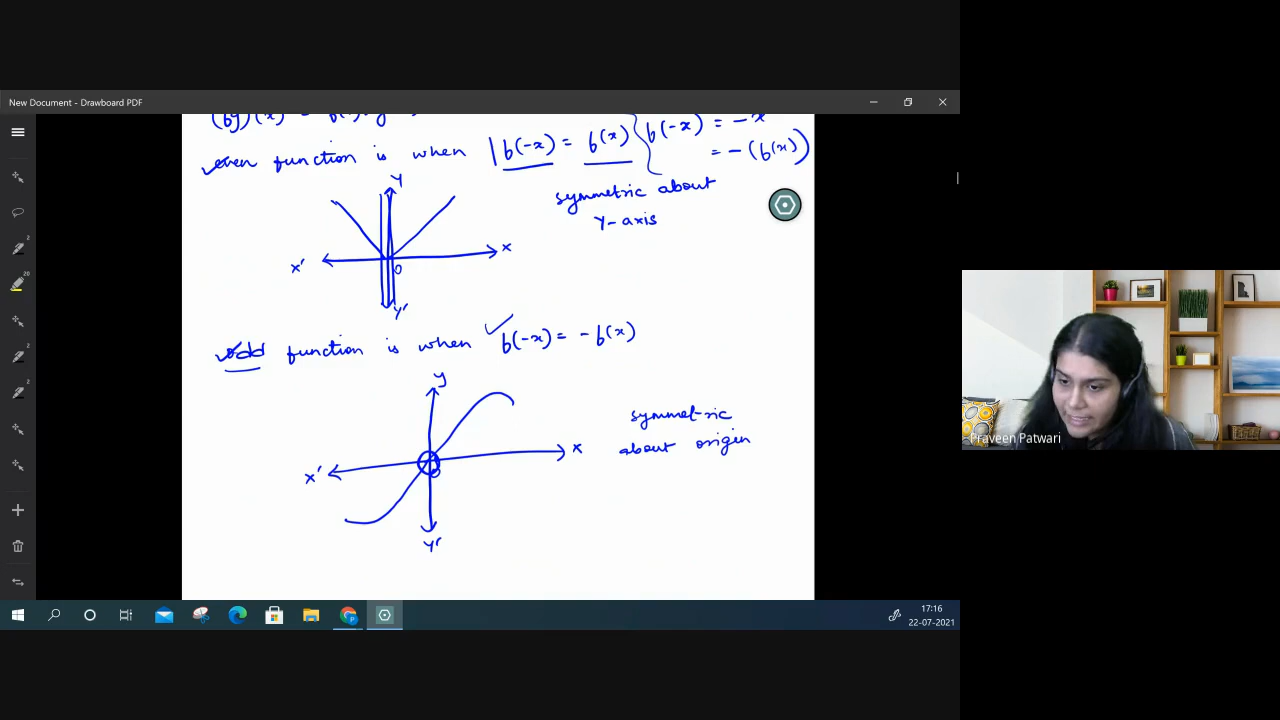 New Document - Drawboard PDF
even function is when f(-x) = f(x)
f(-x) = -x
= - (f(x))
Y
symmetric about
Y-axis
X' O X
Y'
Odd function is when f(-x) = - f(x)
Y
symmetric
about origin
X' O X
Y'
Praveen Patwari
17:16
22-07-2021